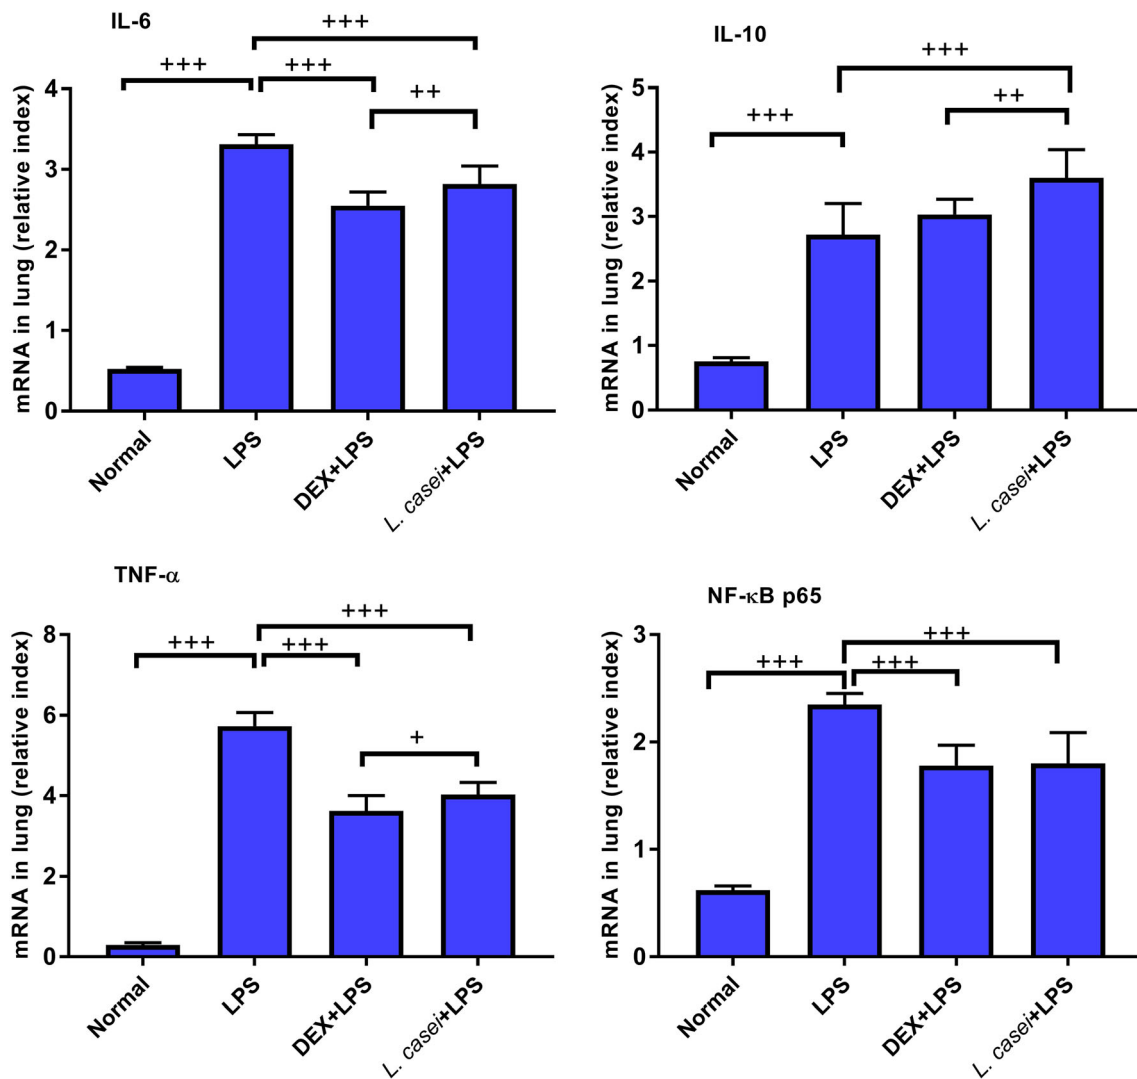 IL-6
+++
+++
+++
++
mRNA in lung (relative index)
4
3
2
1
0
Normal
LPS
DEX+LPS
L. casei+LPS
IL-10
+++
++
+++
mRNA in lung (relative index)
5
4
3
2
1
0
Normal
LPS
DEX+LPS
L. casei+LPS
TNF-α
+++
+++
+++
+
mRNA in lung (relative index)
8
6
4
2
0
Normal
LPS
DEX+LPS
L. casei+LPS
NF-κB p65
+++
+++
+++
mRNA in lung (relative index)
3
2
1
0
Normal
LPS
DEX+LPS
L. casei+LPS